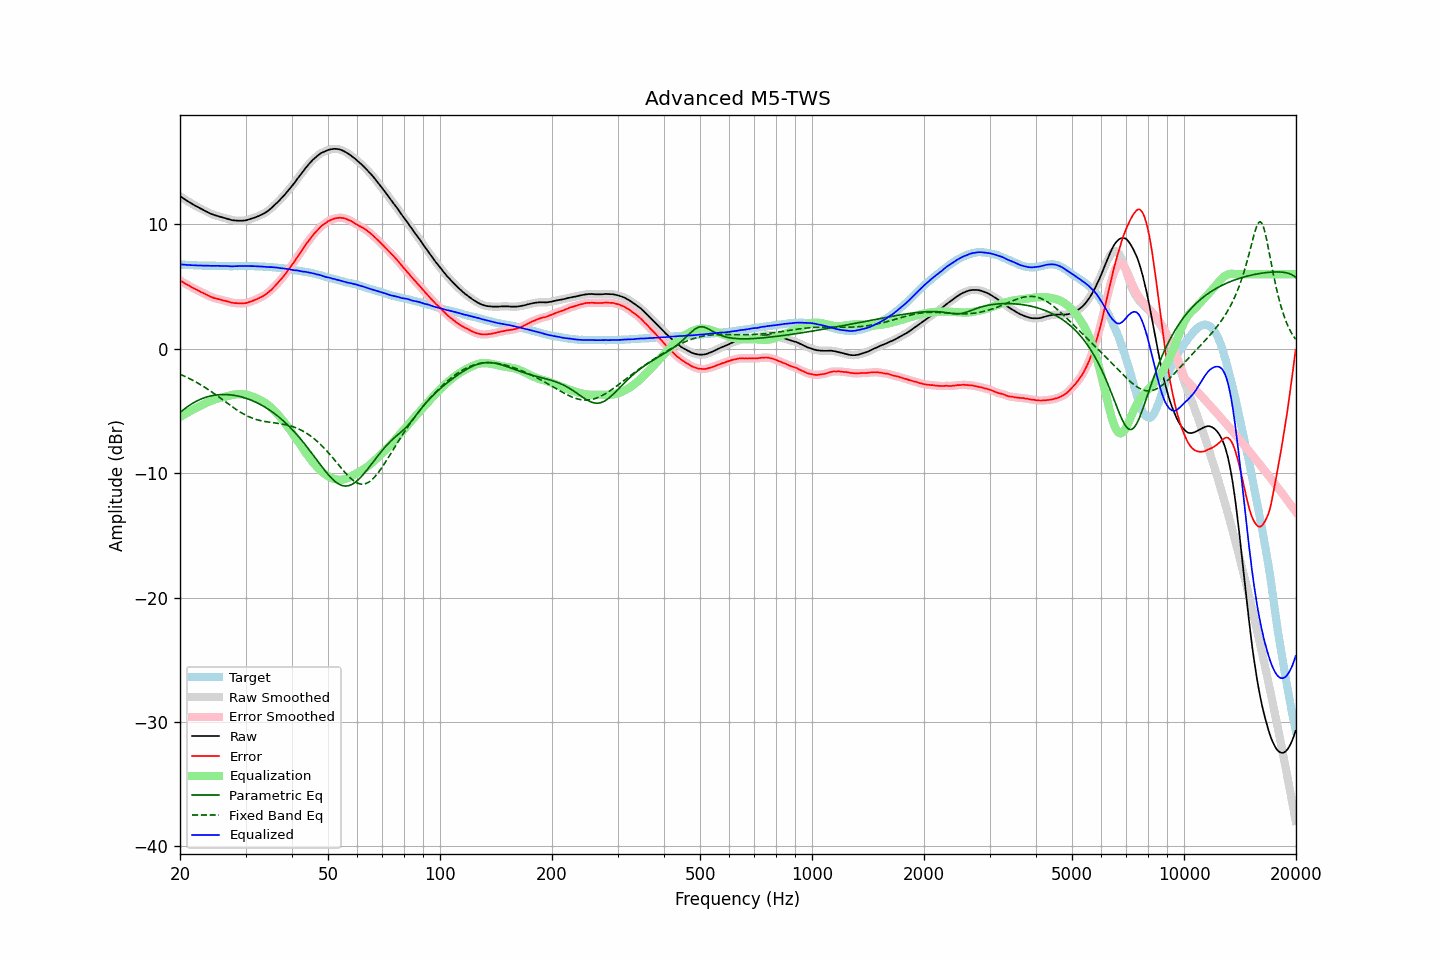 Advanced M5-TWS
Amplitude (dBr)
10
0
−10
−20
−30
−40
Target
Raw Smoothed
Error Smoothed
Raw
Error
Equalization
Parametric Eq
Fixed Band Eq
Equalized
20 50 100 200 500 1000 2000 5000 10000 20000
Frequency (Hz)